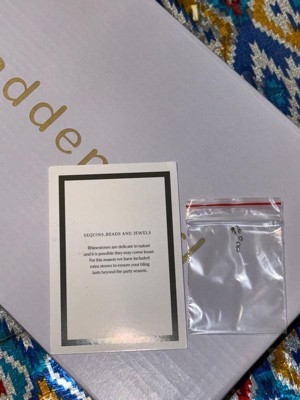 adden
SEQUINS, BEADS AND JEWELS
Rhinestones are delicate in nature
and it is possible they may come loose.
For this reason we have included
extra stones to ensure your bling
lasts beyond the party season.